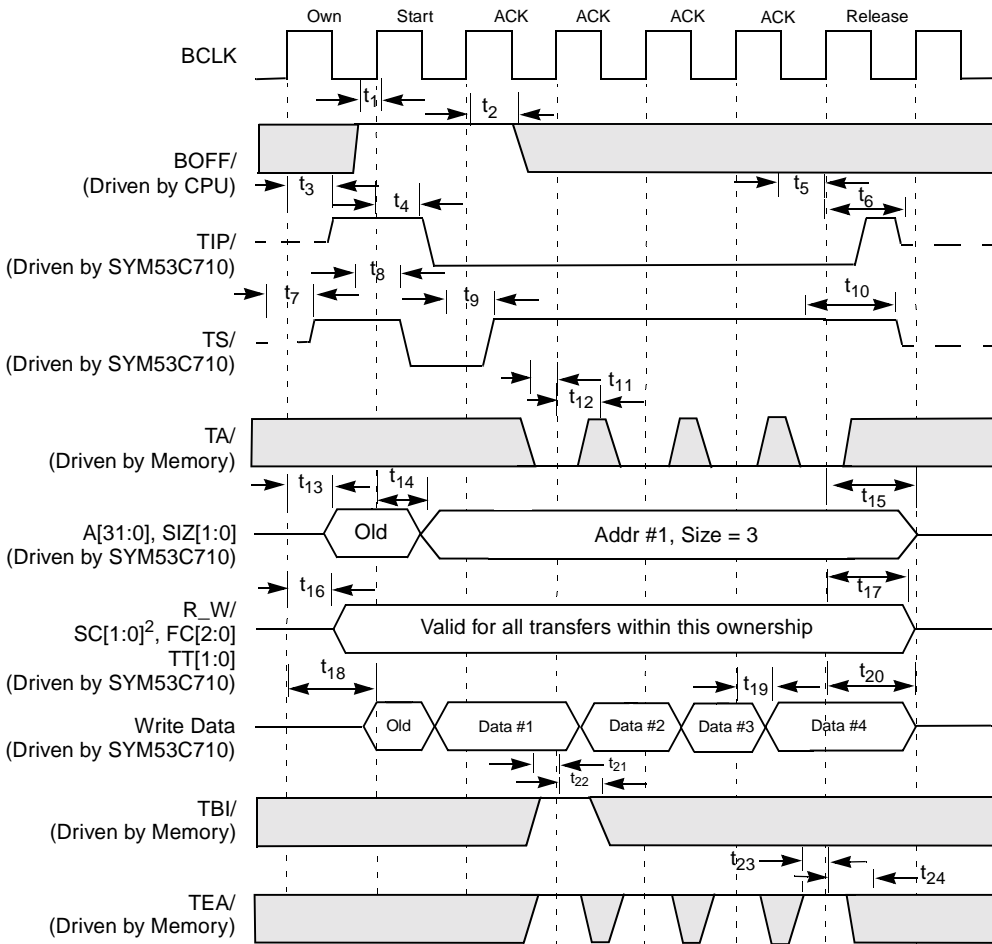 Own Start ACK ACK ACK ACK Release
BCLK
t1 t2
BOFF/
(Driven by CPU)
t3 t4 t5 t6
TIP/
(Driven by SYM53C710)
t7 t8 t9 t10
TS/
(Driven by SYM53C710)
t11
t12
TA/
(Driven by Memory)
t13 t14 t15
A[31:0], SIZ[1:0]
(Driven by SYM53C710)
Old Addr #1, Size = 3
t16 t17
R_W/
SC[1:0]2, FC[2:0]
TT[1:0]
(Driven by SYM53C710)
Valid for all transfers within this ownership
t18 t19 t20
Write Data
(Driven by SYM53C710)
Old Data #1 Data #2 Data #3 Data #4
t21
t22
TBI/
(Driven by Memory)
t23
t24
TEA/
(Driven by Memory)